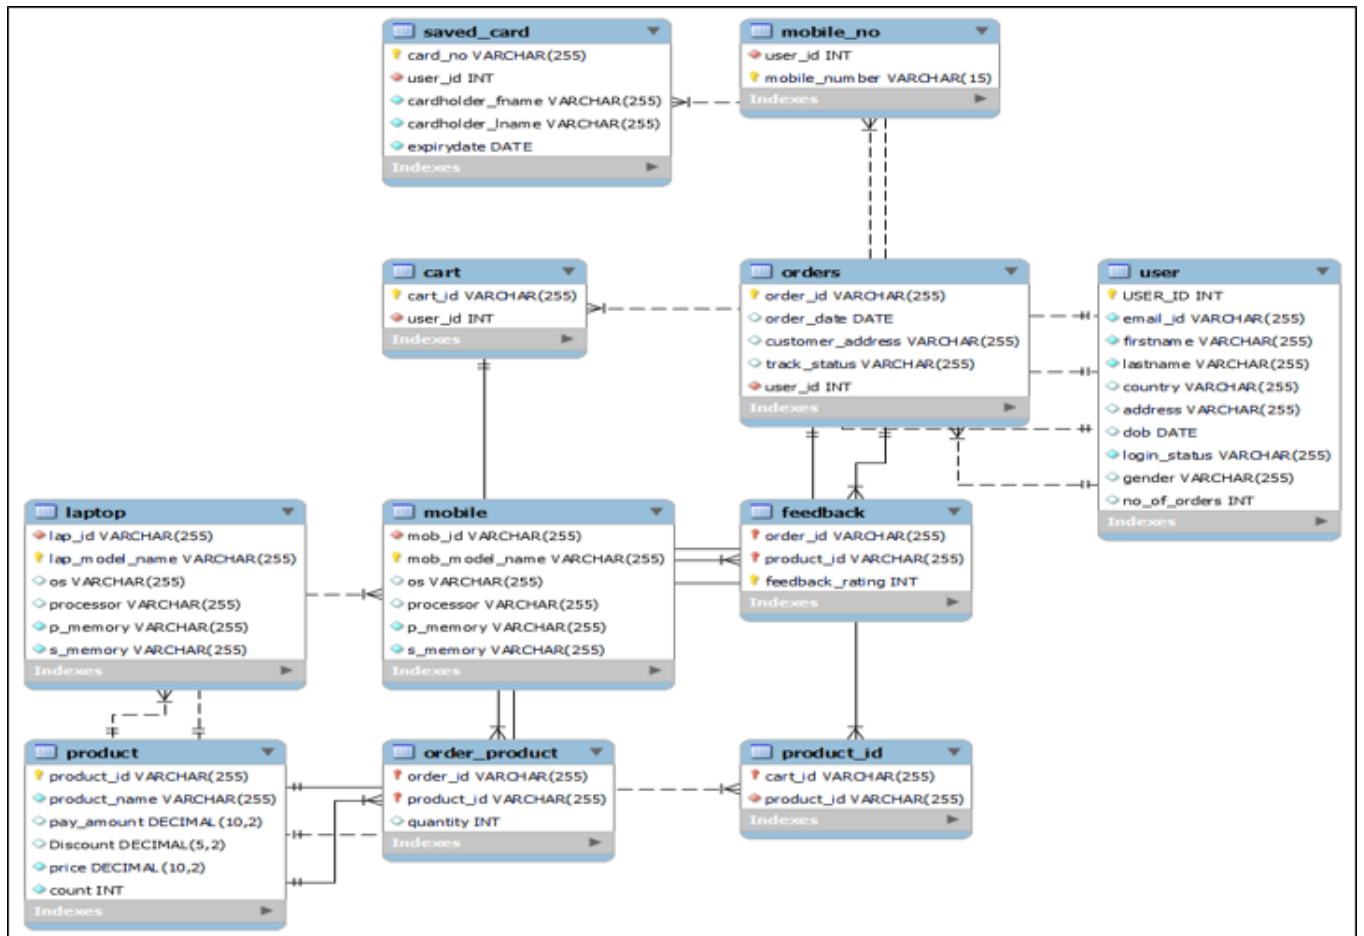 saved_card
card_no VARCHAR(255)
user_id INT
cardholder_fname VARCHAR(255)
cardholder_lname VARCHAR(255)
expirydate DATE
Indexes
mobile_no
user_id INT
mobile_number VARCHAR(15)
Indexes
cart
cart_id VARCHAR(255)
user_id INT
Indexes
orders
order_id VARCHAR(255)
order_date DATE
customer_address VARCHAR(255)
track_status VARCHAR(255)
user_id INT
Indexes
user
USER_ID INT
email_id VARCHAR(255)
firstname VARCHAR(255)
lastname VARCHAR(255)
country VARCHAR(255)
address VARCHAR(255)
dob DATE
login_status VARCHAR(255)
gender VARCHAR(255)
no_of_orders INT
Indexes
laptop
lap_id VARCHAR(255)
lap_model_name VARCHAR(255)
os VARCHAR(255)
processor VARCHAR(255)
p_memory VARCHAR(255)
s_memory VARCHAR(255)
Indexes
mobile
mob_id VARCHAR(255)
mob_model_name VARCHAR(255)
os VARCHAR(255)
processor VARCHAR(255)
p_memory VARCHAR(255)
s_memory VARCHAR(255)
Indexes
feedback
order_id VARCHAR(255)
product_id VARCHAR(255)
feedback_rating INT
Indexes
product
product_id VARCHAR(255)
product_name VARCHAR(255)
pay_amount DECIMAL(10,2)
Discount DECIMAL(5,2)
price DECIMAL(10,2)
count INT
Indexes
order_product
order_id VARCHAR(255)
product_id VARCHAR(255)
quantity INT
Indexes
product_id
cart_id VARCHAR(255)
product_id VARCHAR(255)
Indexes